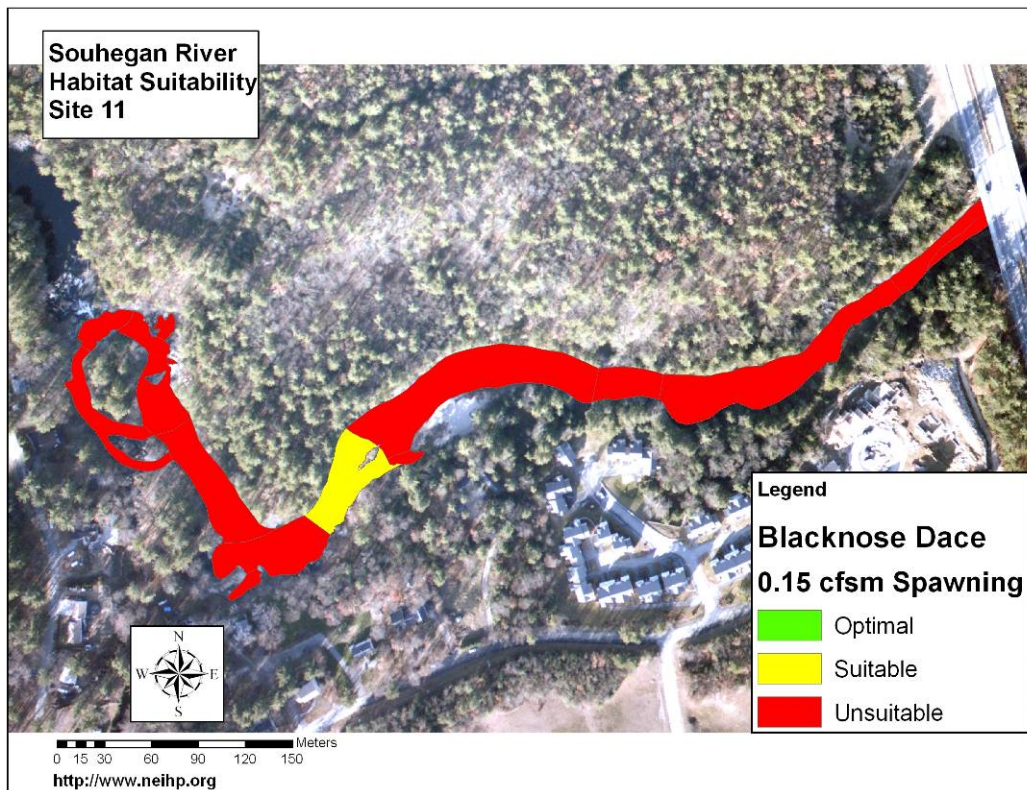 Souhegan River
Habitat Suitability
Site 11
Legend
Blacknose Dace
0.15 cfsm Spawning
Optimal
Suitable
Unsuitable
N
W E
S
Meters
0 15 30 60 90 120 150
http://www.neihp.org